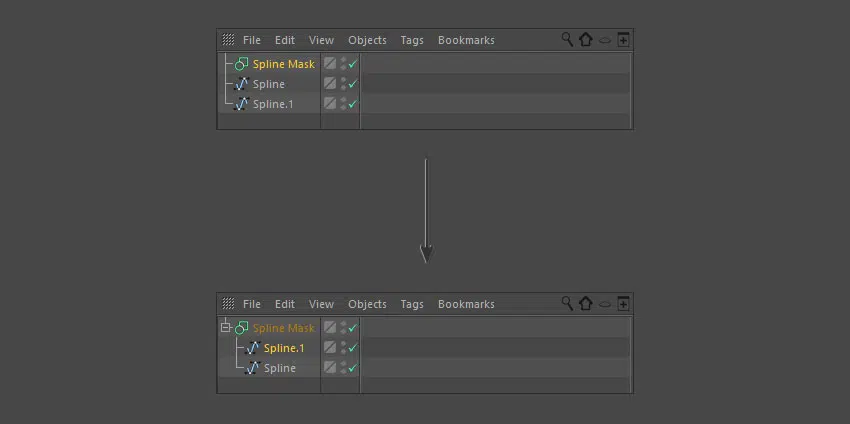 File Edit View Objects Tags Bookmarks
Spline Mask
Spline
Spline.1
File Edit View Objects Tags Bookmarks
Spline Mask
Spline.1
Spline